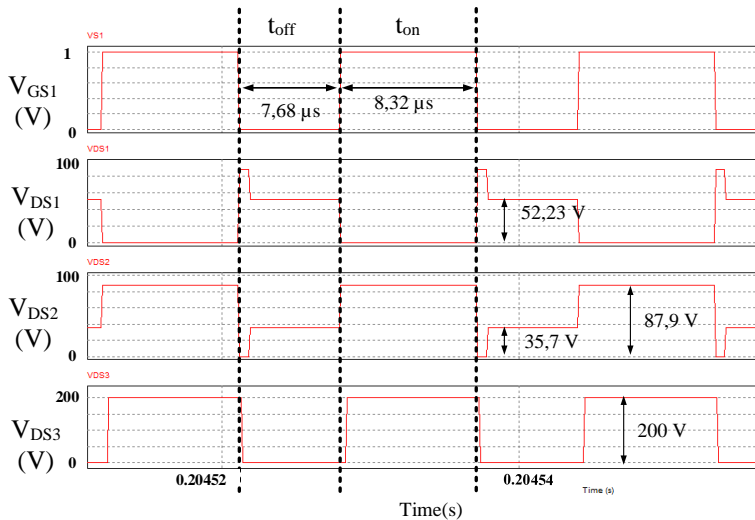 t_off t_on
VS1
1
V_GS1
(V)
0
7,68 µs
8,32 µs
VDS1
100
V_DS1
(V)
52,23 V
0
VDS2
100
V_DS2
(V)
87,9 V
35,7 V
0
VDS3
200
V_DS3
(V)
200 V
0
0.20452 0.20454
Time (s)
Time(s)